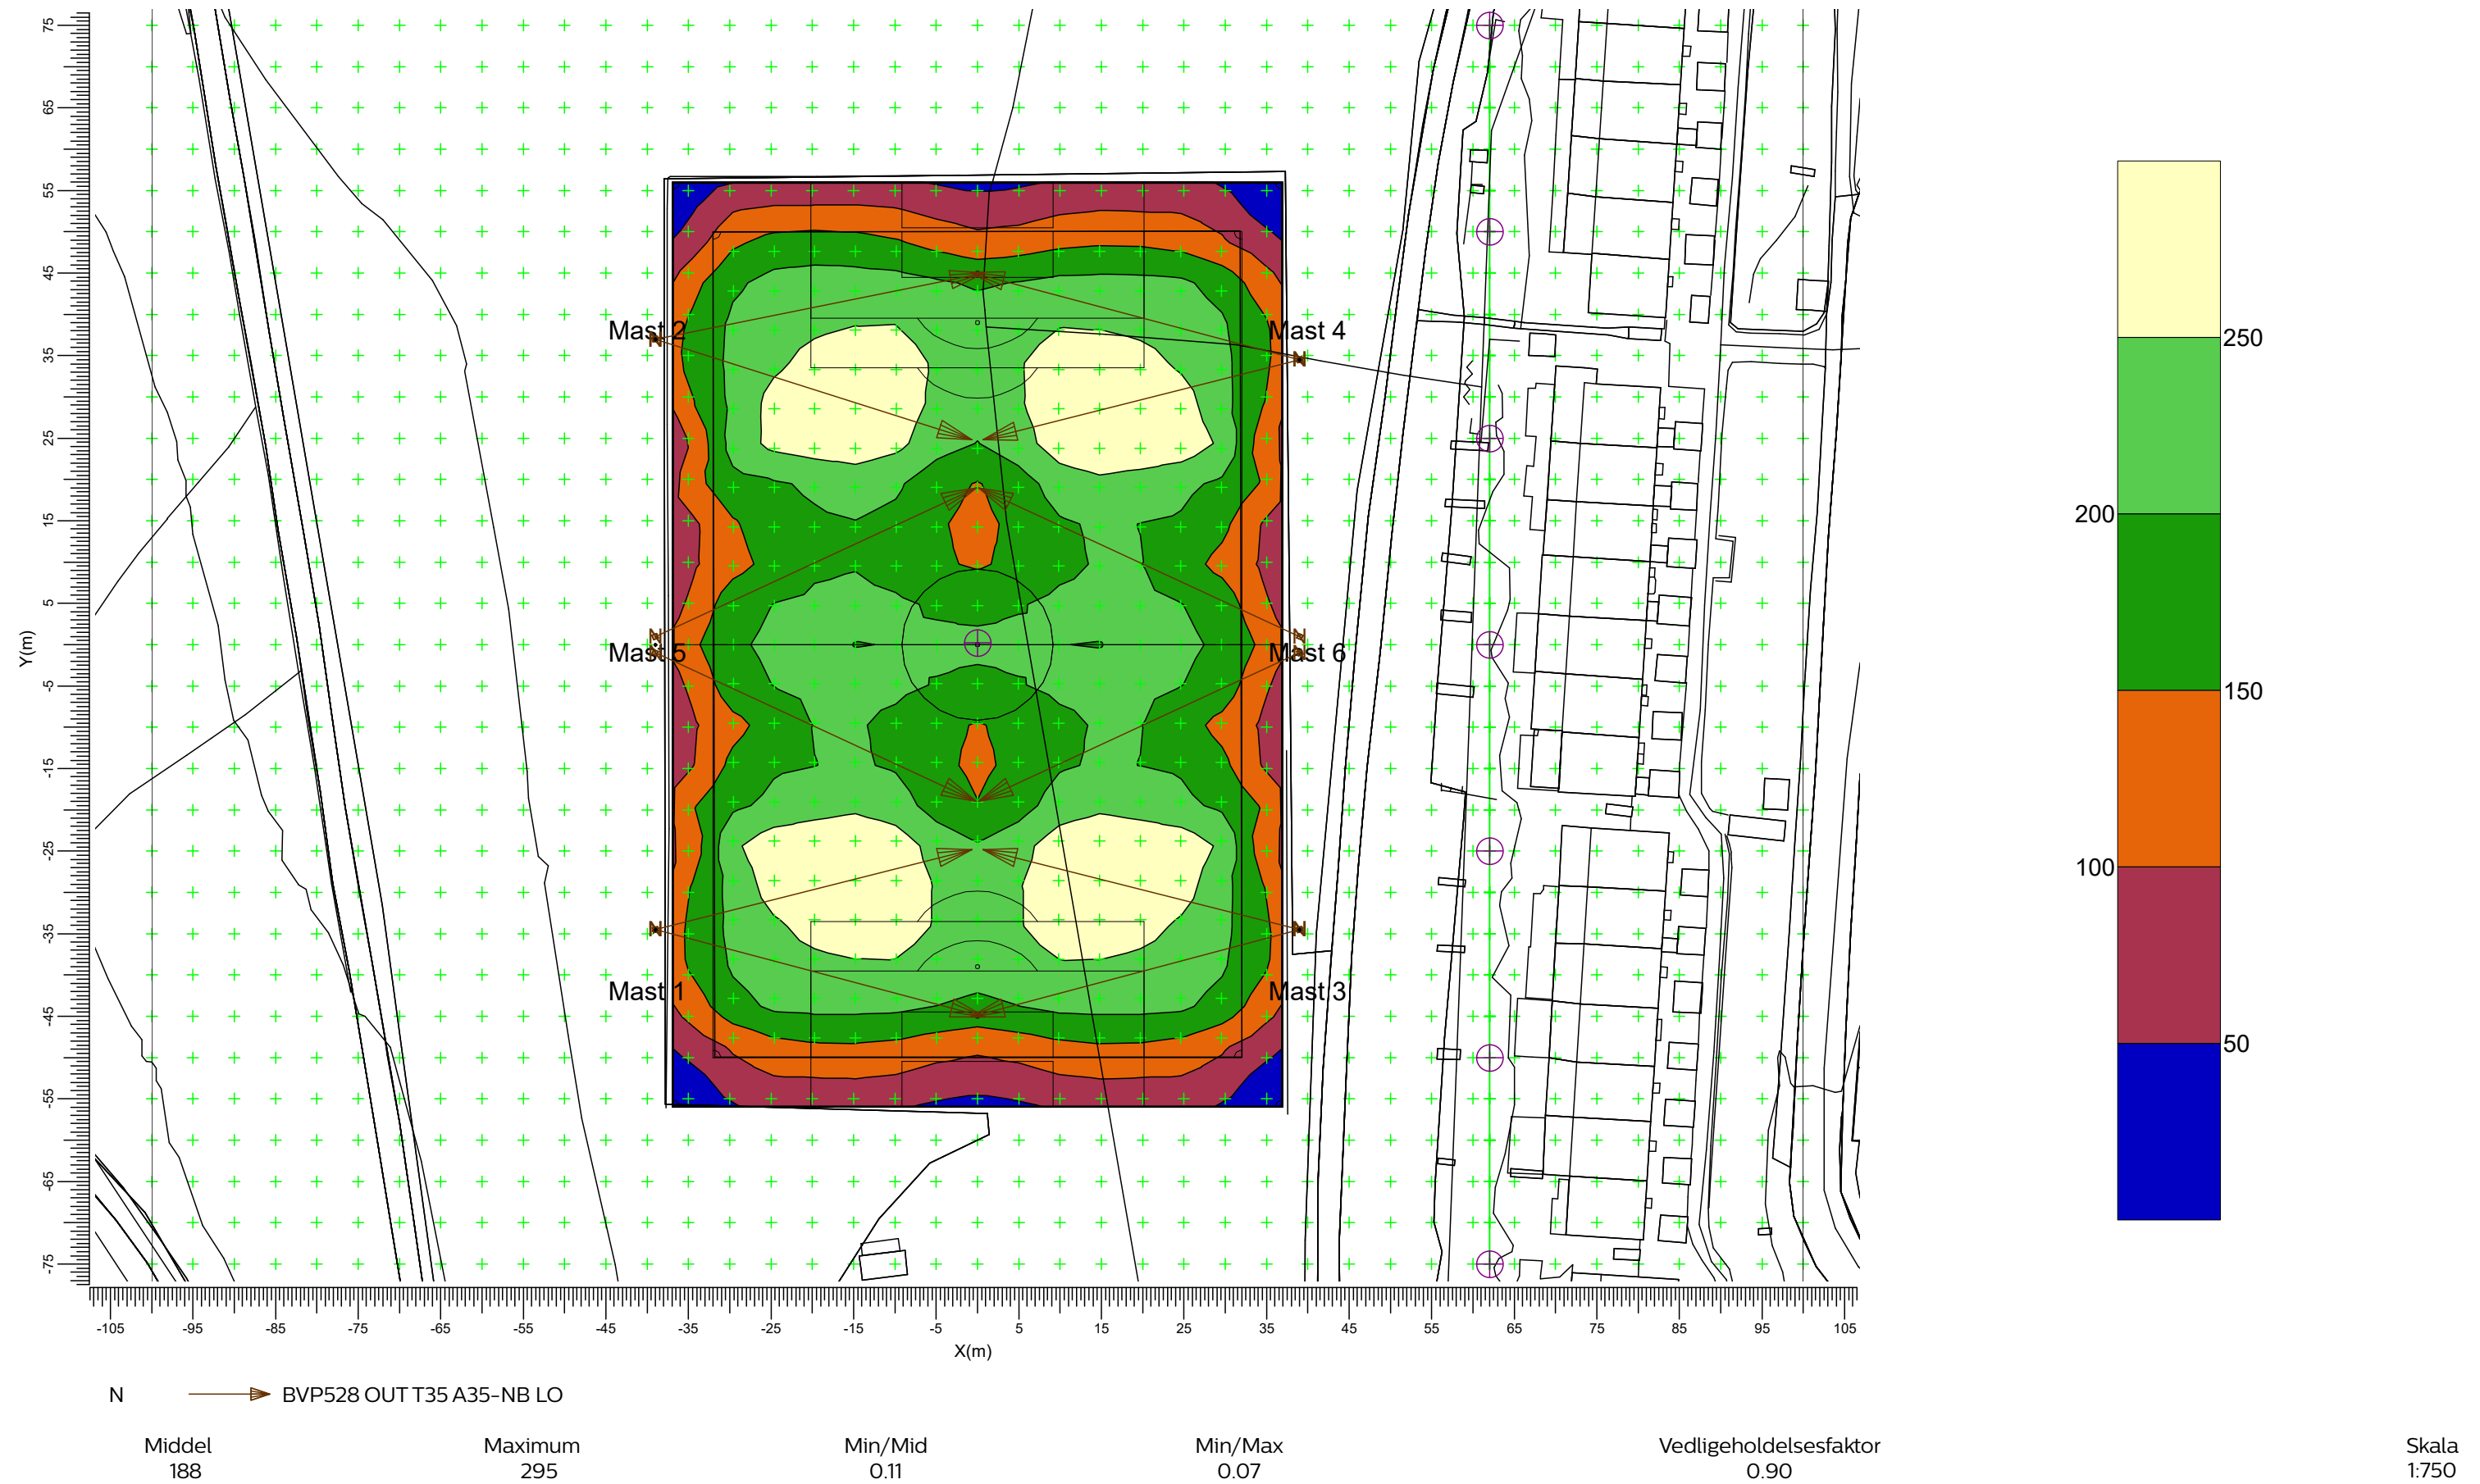 75
65
55
45
35
25
15
5
-5
-15
-25
-35
-45
-55
-65
-75
Y(m)
Mast 2
Mast 4
N
N
N
N
Mast 5
Mast 6
N
N
N
N
Mast 1
Mast 3
250
200
150
100
50
-105 -95 -85 -75 -65 -55 -45 -35 -25 -15 -5 5 15 25 35 45 55 65 75 85 95 105
X(m)
N BVP528 OUT T35 A35-NB LO
Middel Maximum Min/Mid Min/Max Vedligeholdelsesfaktor Skala
188 295 0.11 0.07 0.90 1:750